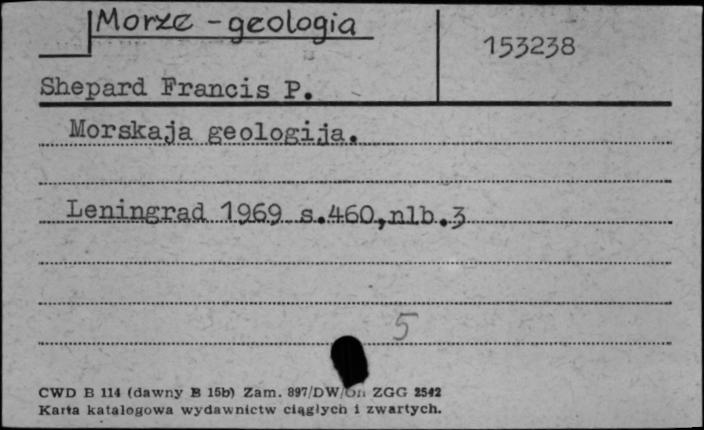 Morze - geologia
153238
Shepard Francis P.
Morskaja geologija.
Leningrad 1969 s.460,nlb.3
5
CWD B 114 (dawny B 15b) Zam. 897/DW/ ZGG 2542
Karta katalogowa wydawnictw ciągłych i zwartych.